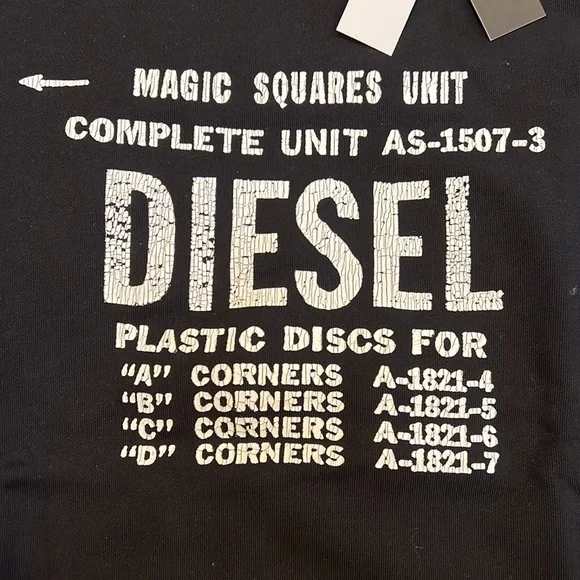 MAGIC SQUARES UNIT
COMPLETE UNIT AS-1507-3
DIESEL
PLASTIC DISCS FOR
"A" CORNERS A-1821-4
"B" CORNERS A-1821-5
"C" CORNERS A-1821-6
"D" CORNERS A-1821-7